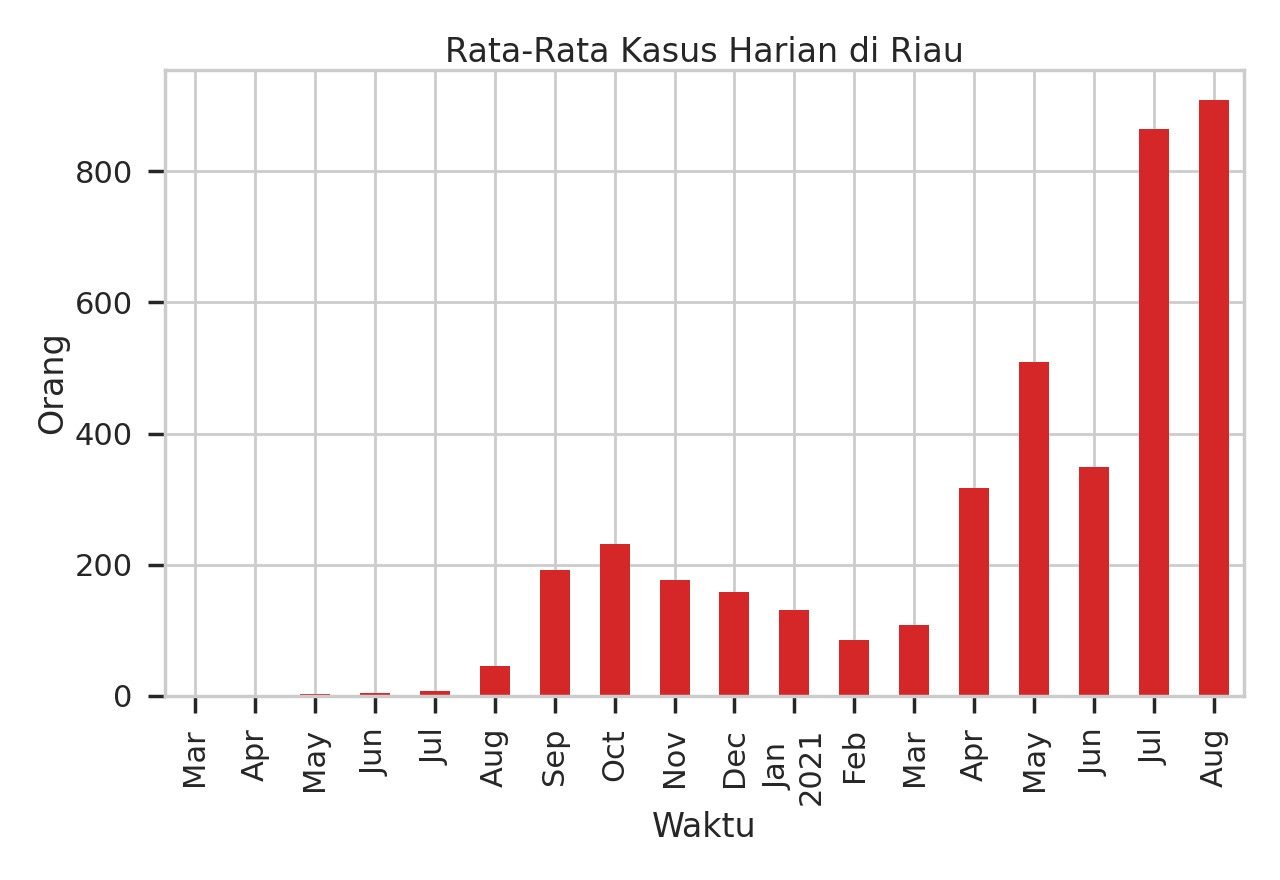 Rata-Rata Kasus Harian di Riau
Orang
800
600
400
200
0
Mar
Apr
May
Jun
Jul
Aug
Sep
Oct
Nov
Dec
Jan
2021
Feb
Mar
Apr
May
Jun
Jul
Aug
Waktu